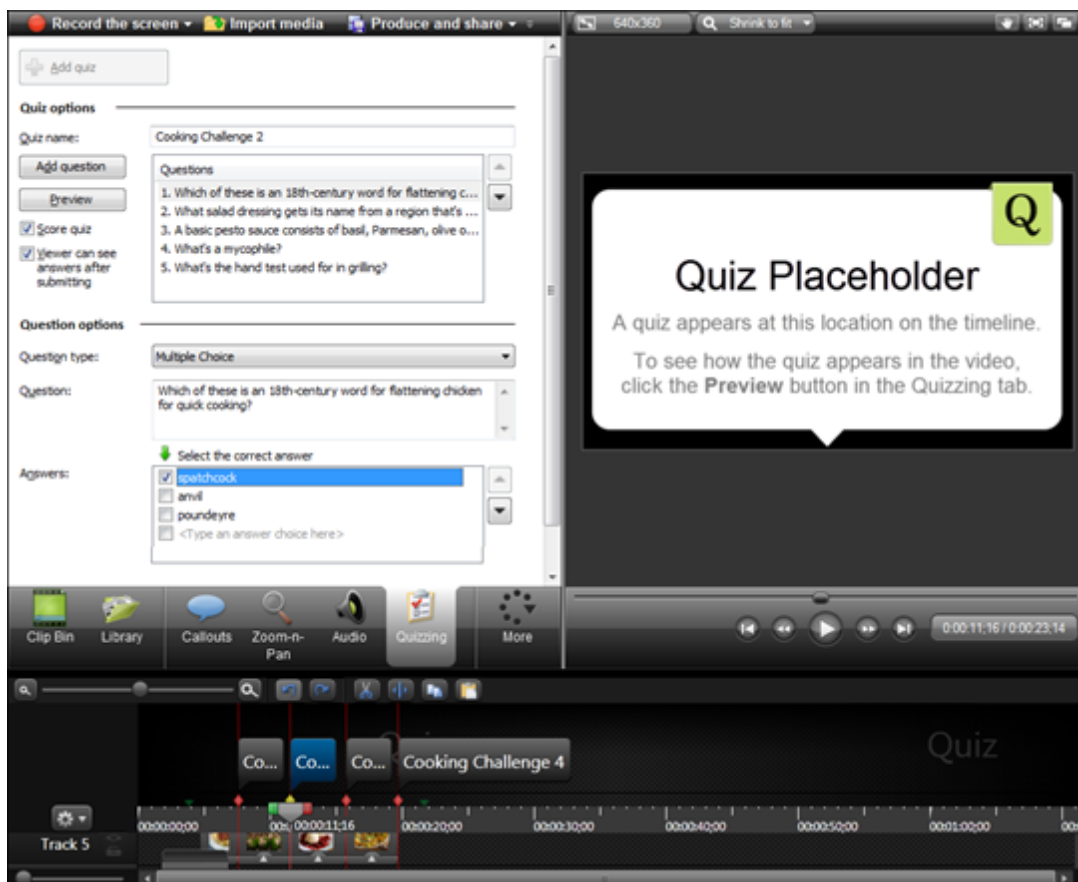 Record the screen
Import media
Produce and share
640x360
Shrink to fit
Add quiz
Quiz options
Quiz name:
Cooking Challenge 2
Add question
Preview
Score quiz
Viewer can see
answers after
submitting
Questions
1. Which of these is an 18th-century word for flattening c...
2. What salad dressing gets its name from a region that's ...
3. A basic pesto sauce consists of basil, Parmesan, olive o...
4. What's a mycophile?
5. What's the hand test used for in grilling?
Question options
Question type:
Multiple Choice
Question:
Which of these is an 18th-century word for flattening chicken
for quick cooking?
Select the correct answer
Answers:
spatchcock
anvil
poundeyre
<Type an answer choice here>
Q
Quiz Placeholder
A quiz appears at this location on the timeline.
To see how the quiz appears in the video,
click the Preview button in the Quizzing tab.
Clip Bin
Library
Callouts
Zoom-n-
Pan
Audio
Quizzing
More
0:00:11;16 / 0:00:23;14
Quiz
Co...
Co...
Co...
Cooking Challenge 4
00:00:00;00
00:00:11;16
00:00:20;00
00:00:30;00
00:00:40;00
00:00:50;00
00:01:00;00
Track 5